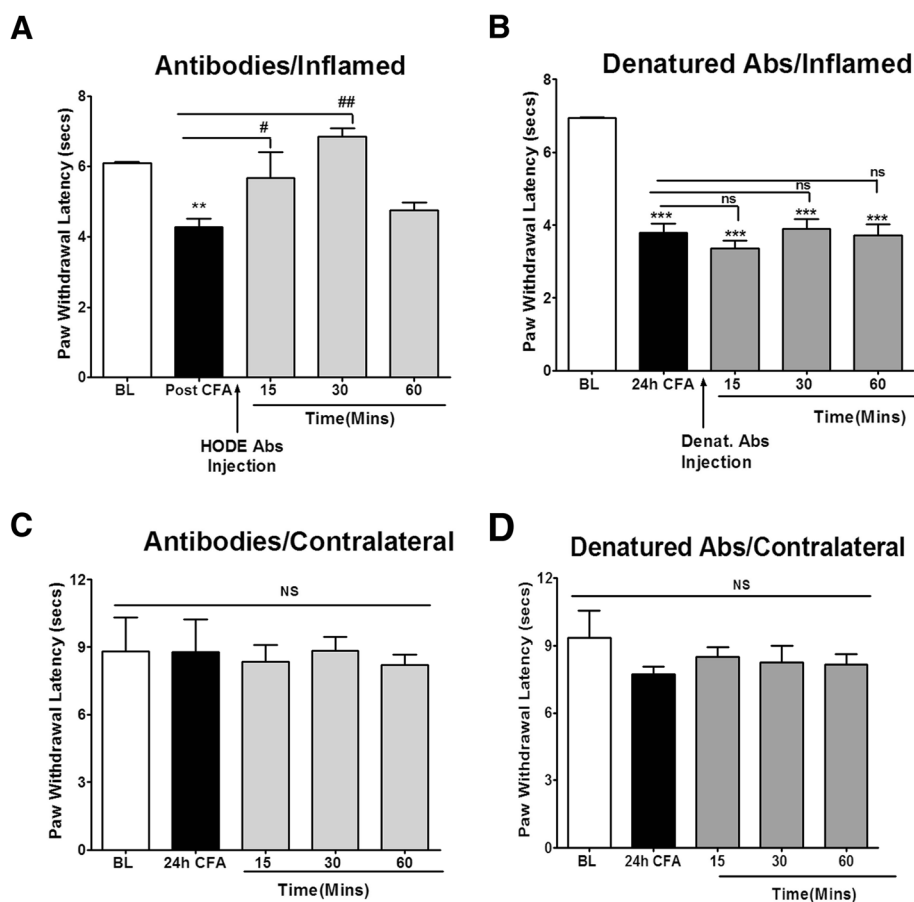 A
Antibodies/Inflamed
Paw Withdrawal Latency (secs)
8
6
4
2
0
**
#
##
BL
Post CFA
15
30
60
Time(Mins)
HODE Abs
Injection
B
Denatured Abs/Inflamed
Paw Withdrawal Latency (secs)
8
6
4
2
0
ns
ns
ns
***
***
***
***
BL
24h CFA
15
30
60
Time(Mins)
Denat. Abs
Injection
C
Antibodies/Contralateral
Paw Withdrawal Latency (secs)
12
9
6
3
0
NS
BL
24h CFA
15
30
60
Time(Mins)
D
Denatured Abs/Contralateral
Paw Withdrawal Latency (secs)
12
9
6
3
0
NS
BL
24h CFA
15
30
60
Time(Mins)